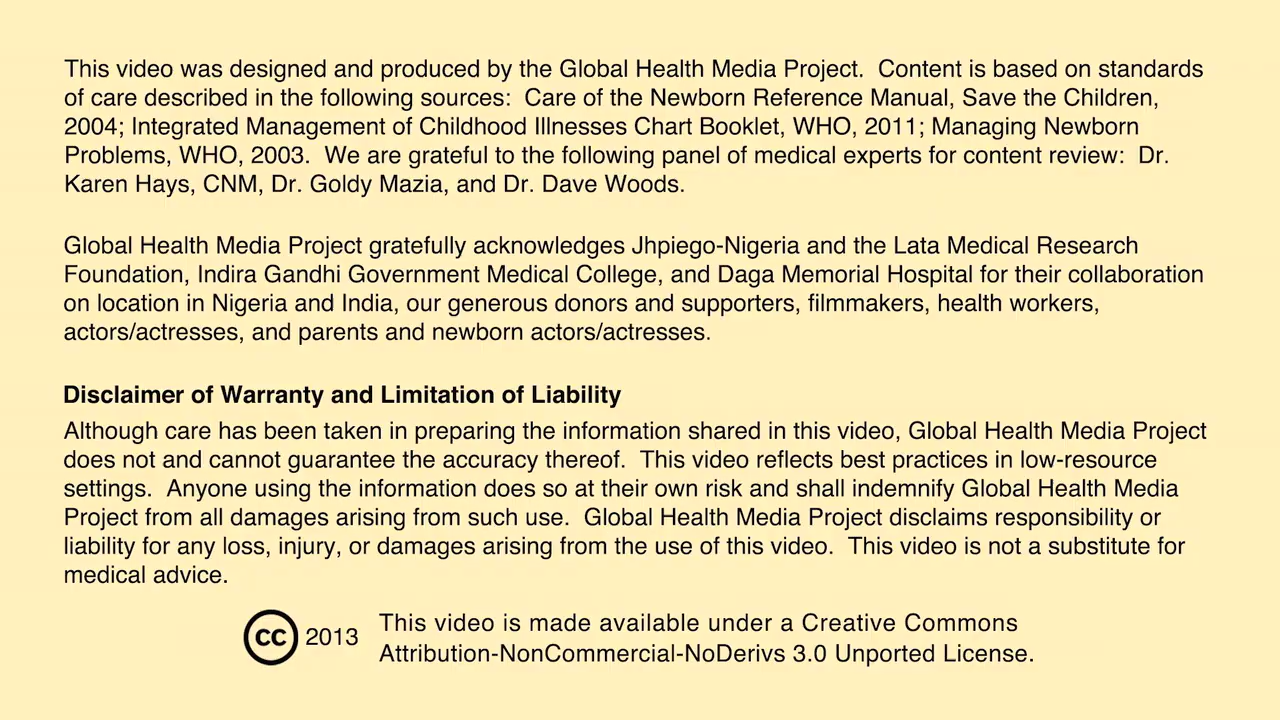 This video was designed and produced by the Global Health Media Project.  Content is based on standards
of care described in the following sources:  Care of the Newborn Reference Manual, Save the Children,
2004; Integrated Management of Childhood Illnesses Chart Booklet, WHO, 2011; Managing Newborn
Problems, WHO, 2003.  We are grateful to the following panel of medical experts for content review:  Dr.
Karen Hays, CNM, Dr. Goldy Mazia, and Dr. Dave Woods.
Global Health Media Project gratefully acknowledges Jhpiego-Nigeria and the Lata Medical Research
Foundation, Indira Gandhi Government Medical College, and Daga Memorial Hospital for their collaboration
on location in Nigeria and India, our generous donors and supporters, filmmakers, health workers,
actors/actresses, and parents and newborn actors/actresses.
Disclaimer of Warranty and Limitation of Liability
Although care has been taken in preparing the information shared in this video, Global Health Media Project
does not and cannot guarantee the accuracy thereof.  This video reflects best practices in low-resource
settings.  Anyone using the information does so at their own risk and shall indemnify Global Health Media
Project from all damages arising from such use.  Global Health Media Project disclaims responsibility or
liability for any loss, injury, or damages arising from the use of this video.  This video is not a substitute for
medical advice.
cc 2013
This video is made available under a Creative Commons
Attribution-NonCommercial-NoDerivs 3.0 Unported License.